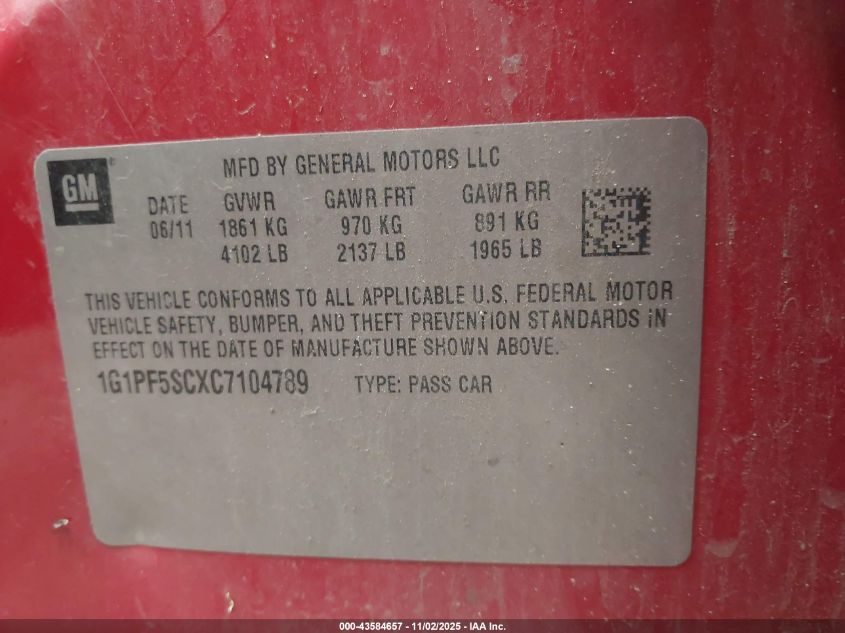 GM®
MFD BY GENERAL MOTORS LLC
DATE GVWR GAWR FRT GAWR RR
06/11 1861 KG 970 KG 891 KG
4102 LB 2137 LB 1965 LB
THIS VEHICLE CONFORMS TO ALL APPLICABLE U.S. FEDERAL MOTOR
VEHICLE SAFETY, BUMPER, AND THEFT PREVENTION STANDARDS IN
EFFECT ON THE DATE OF MANUFACTURE SHOWN ABOVE.
1G1PF5SCXC7104789 TYPE: PASS CAR
000-43584657 - 11/02/2025 - IAA Inc.